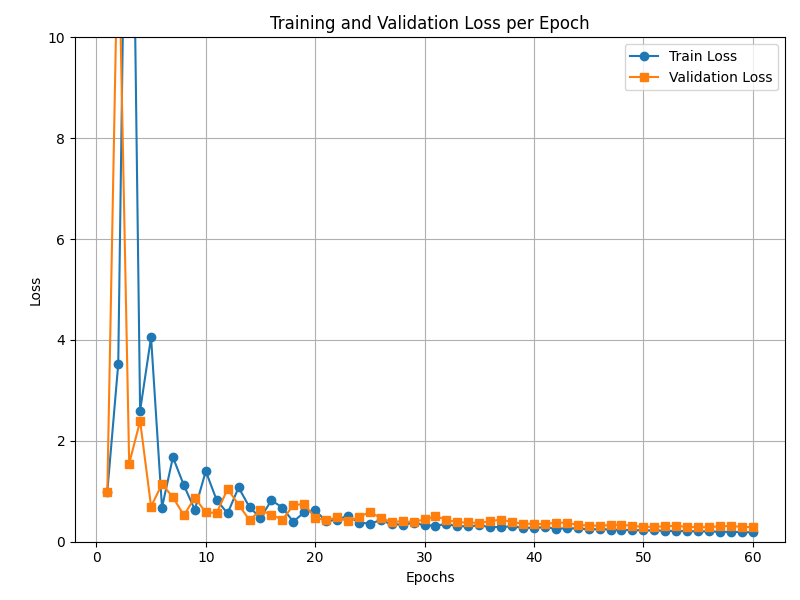 Training and Validation Loss per Epoch
Train Loss
Validation Loss
Loss
10
8
6
4
2
0
0 10 20 30 40 50 60
Epochs